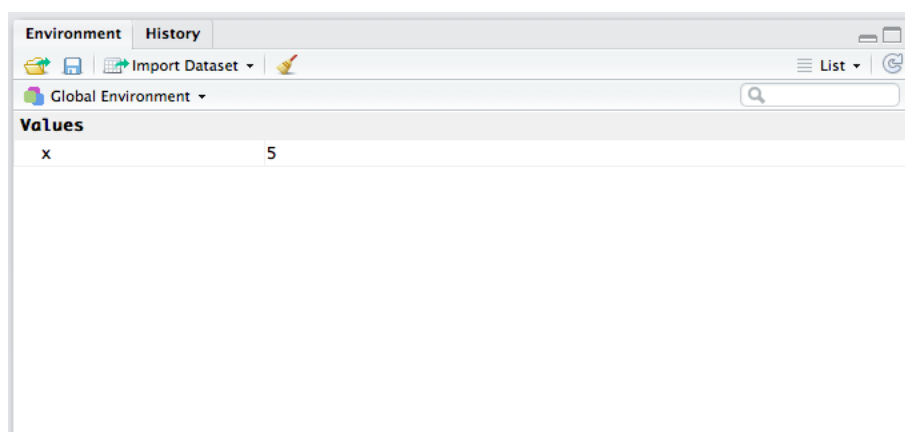 Environment History
Import Dataset List
Global Environment
Values
x 5